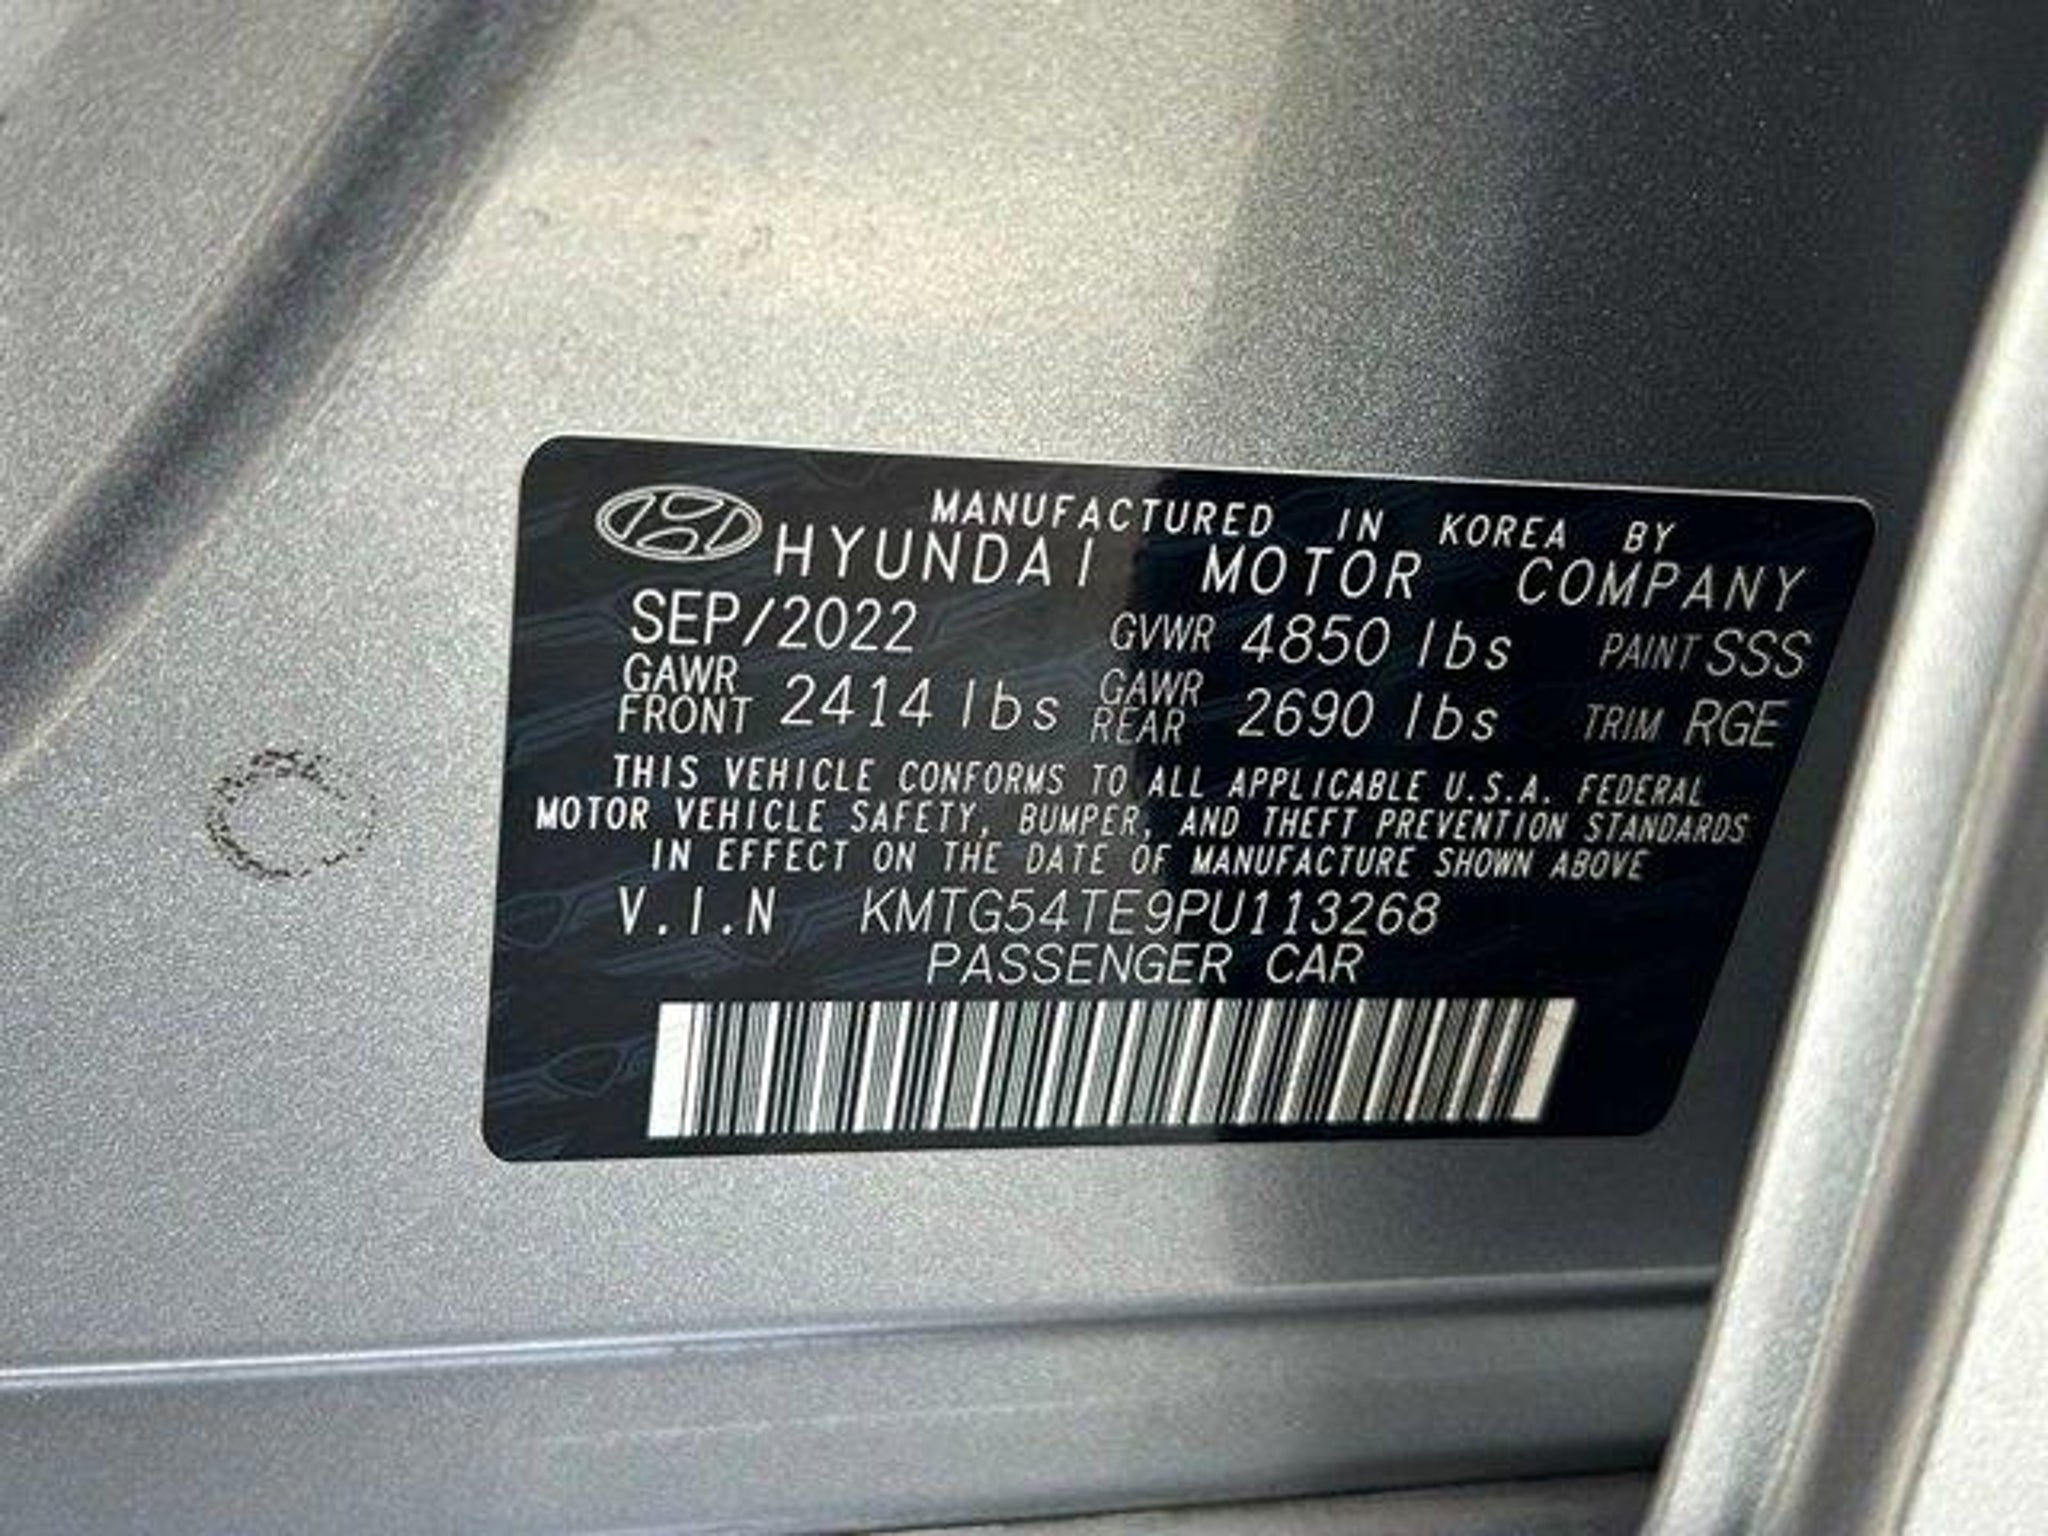 MANUFACTURED IN KOREA BY
HYUNDAI MOTOR COMPANY
SEP/2022 GVWR 4850 lbs PAINT SSS
GAWR FRONT 2414 lbs GAWR REAR 2690 lbs TRIM RGE
THIS VEHICLE CONFORMS TO ALL APPLICABLE U.S.A. FEDERAL
MOTOR VEHICLE SAFETY, BUMPER, AND THEFT PREVENTION STANDARDS
IN EFFECT ON THE DATE OF MANUFACTURE SHOWN ABOVE
V.I.N KMTG54TE9PU113268
PASSENGER CAR